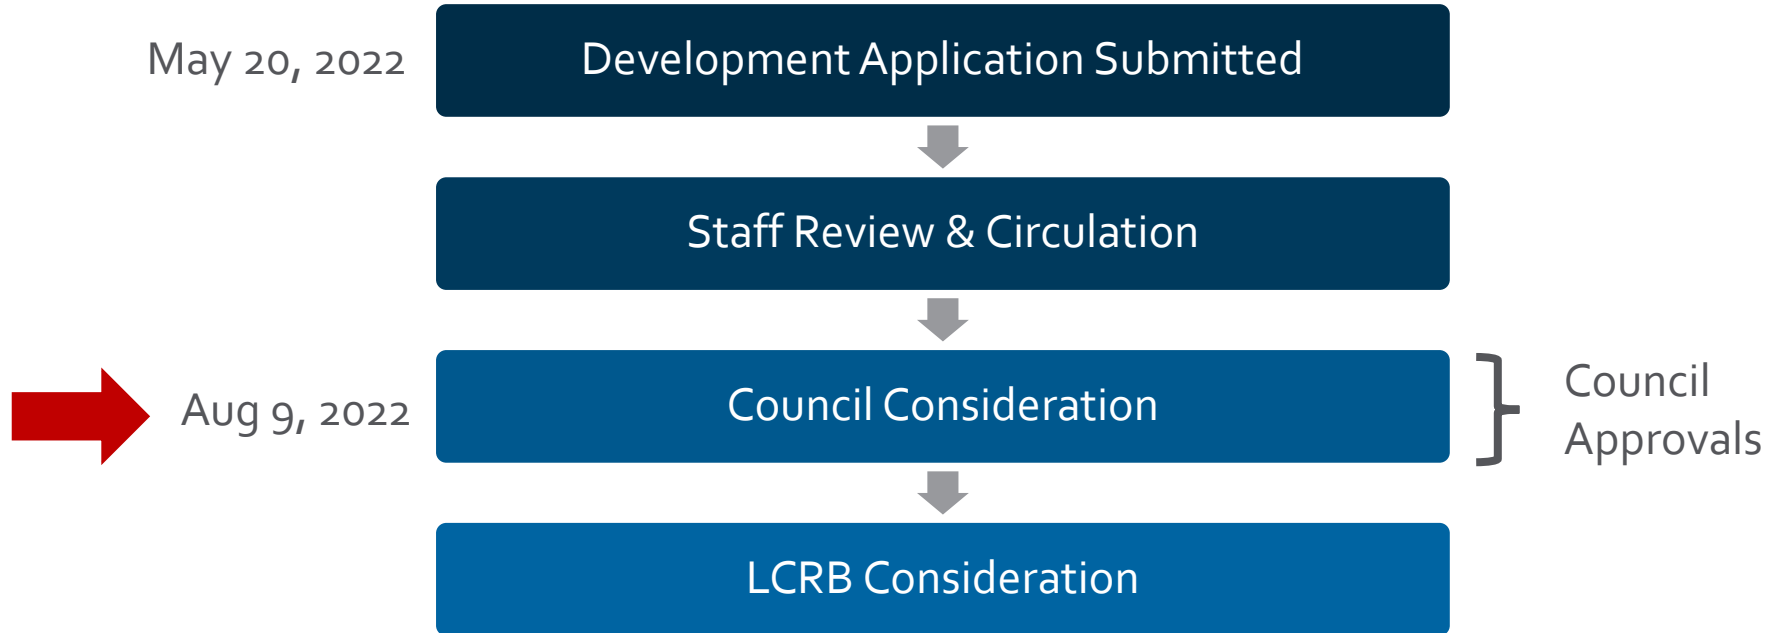 May 20, 2022
Development Application Submitted
Staff Review & Circulation
Aug 9, 2022
Council Consideration
Council
Approvals
LCRB Consideration